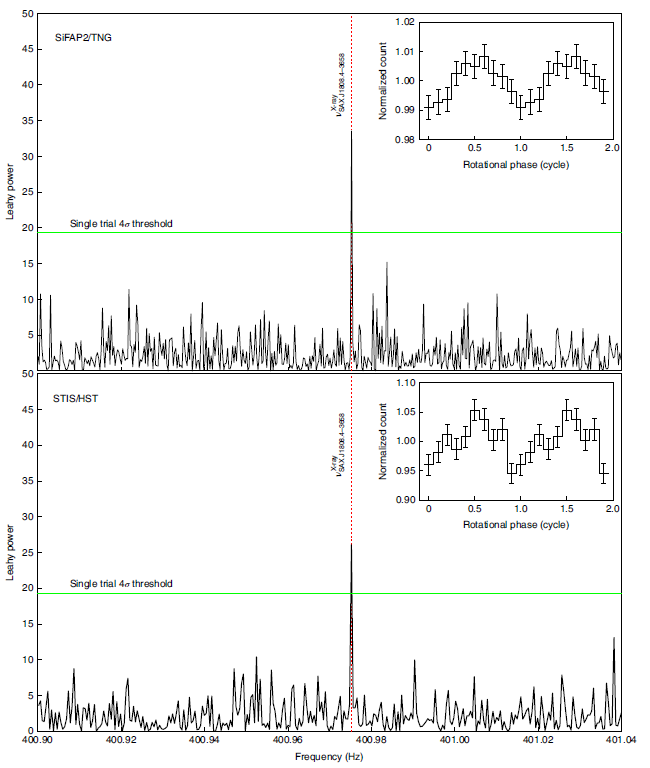 50
45
40
35
30
25
20
15
10
5
Leahy power
SiFAP2/TNG
Single trial 4σ threshold
ν X-ray SAX J1808.4–3658
1.02
1.01
1.00
0.99
0.98
Normalized count
0 0.5 1.0 1.5 2.0
Rotational phase (cycle)
50
45
40
35
30
25
20
15
10
5
0
Leahy power
STIS/HST
Single trial 4σ threshold
ν X-ray SAX J1808.4–3658
1.10
1.05
1.00
0.95
0.90
Normalized count
0 0.5 1.0 1.5 2.0
Rotational phase (cycle)
400.90 400.92 400.94 400.96 400.98 401.00 401.02 401.04
Frequency (Hz)